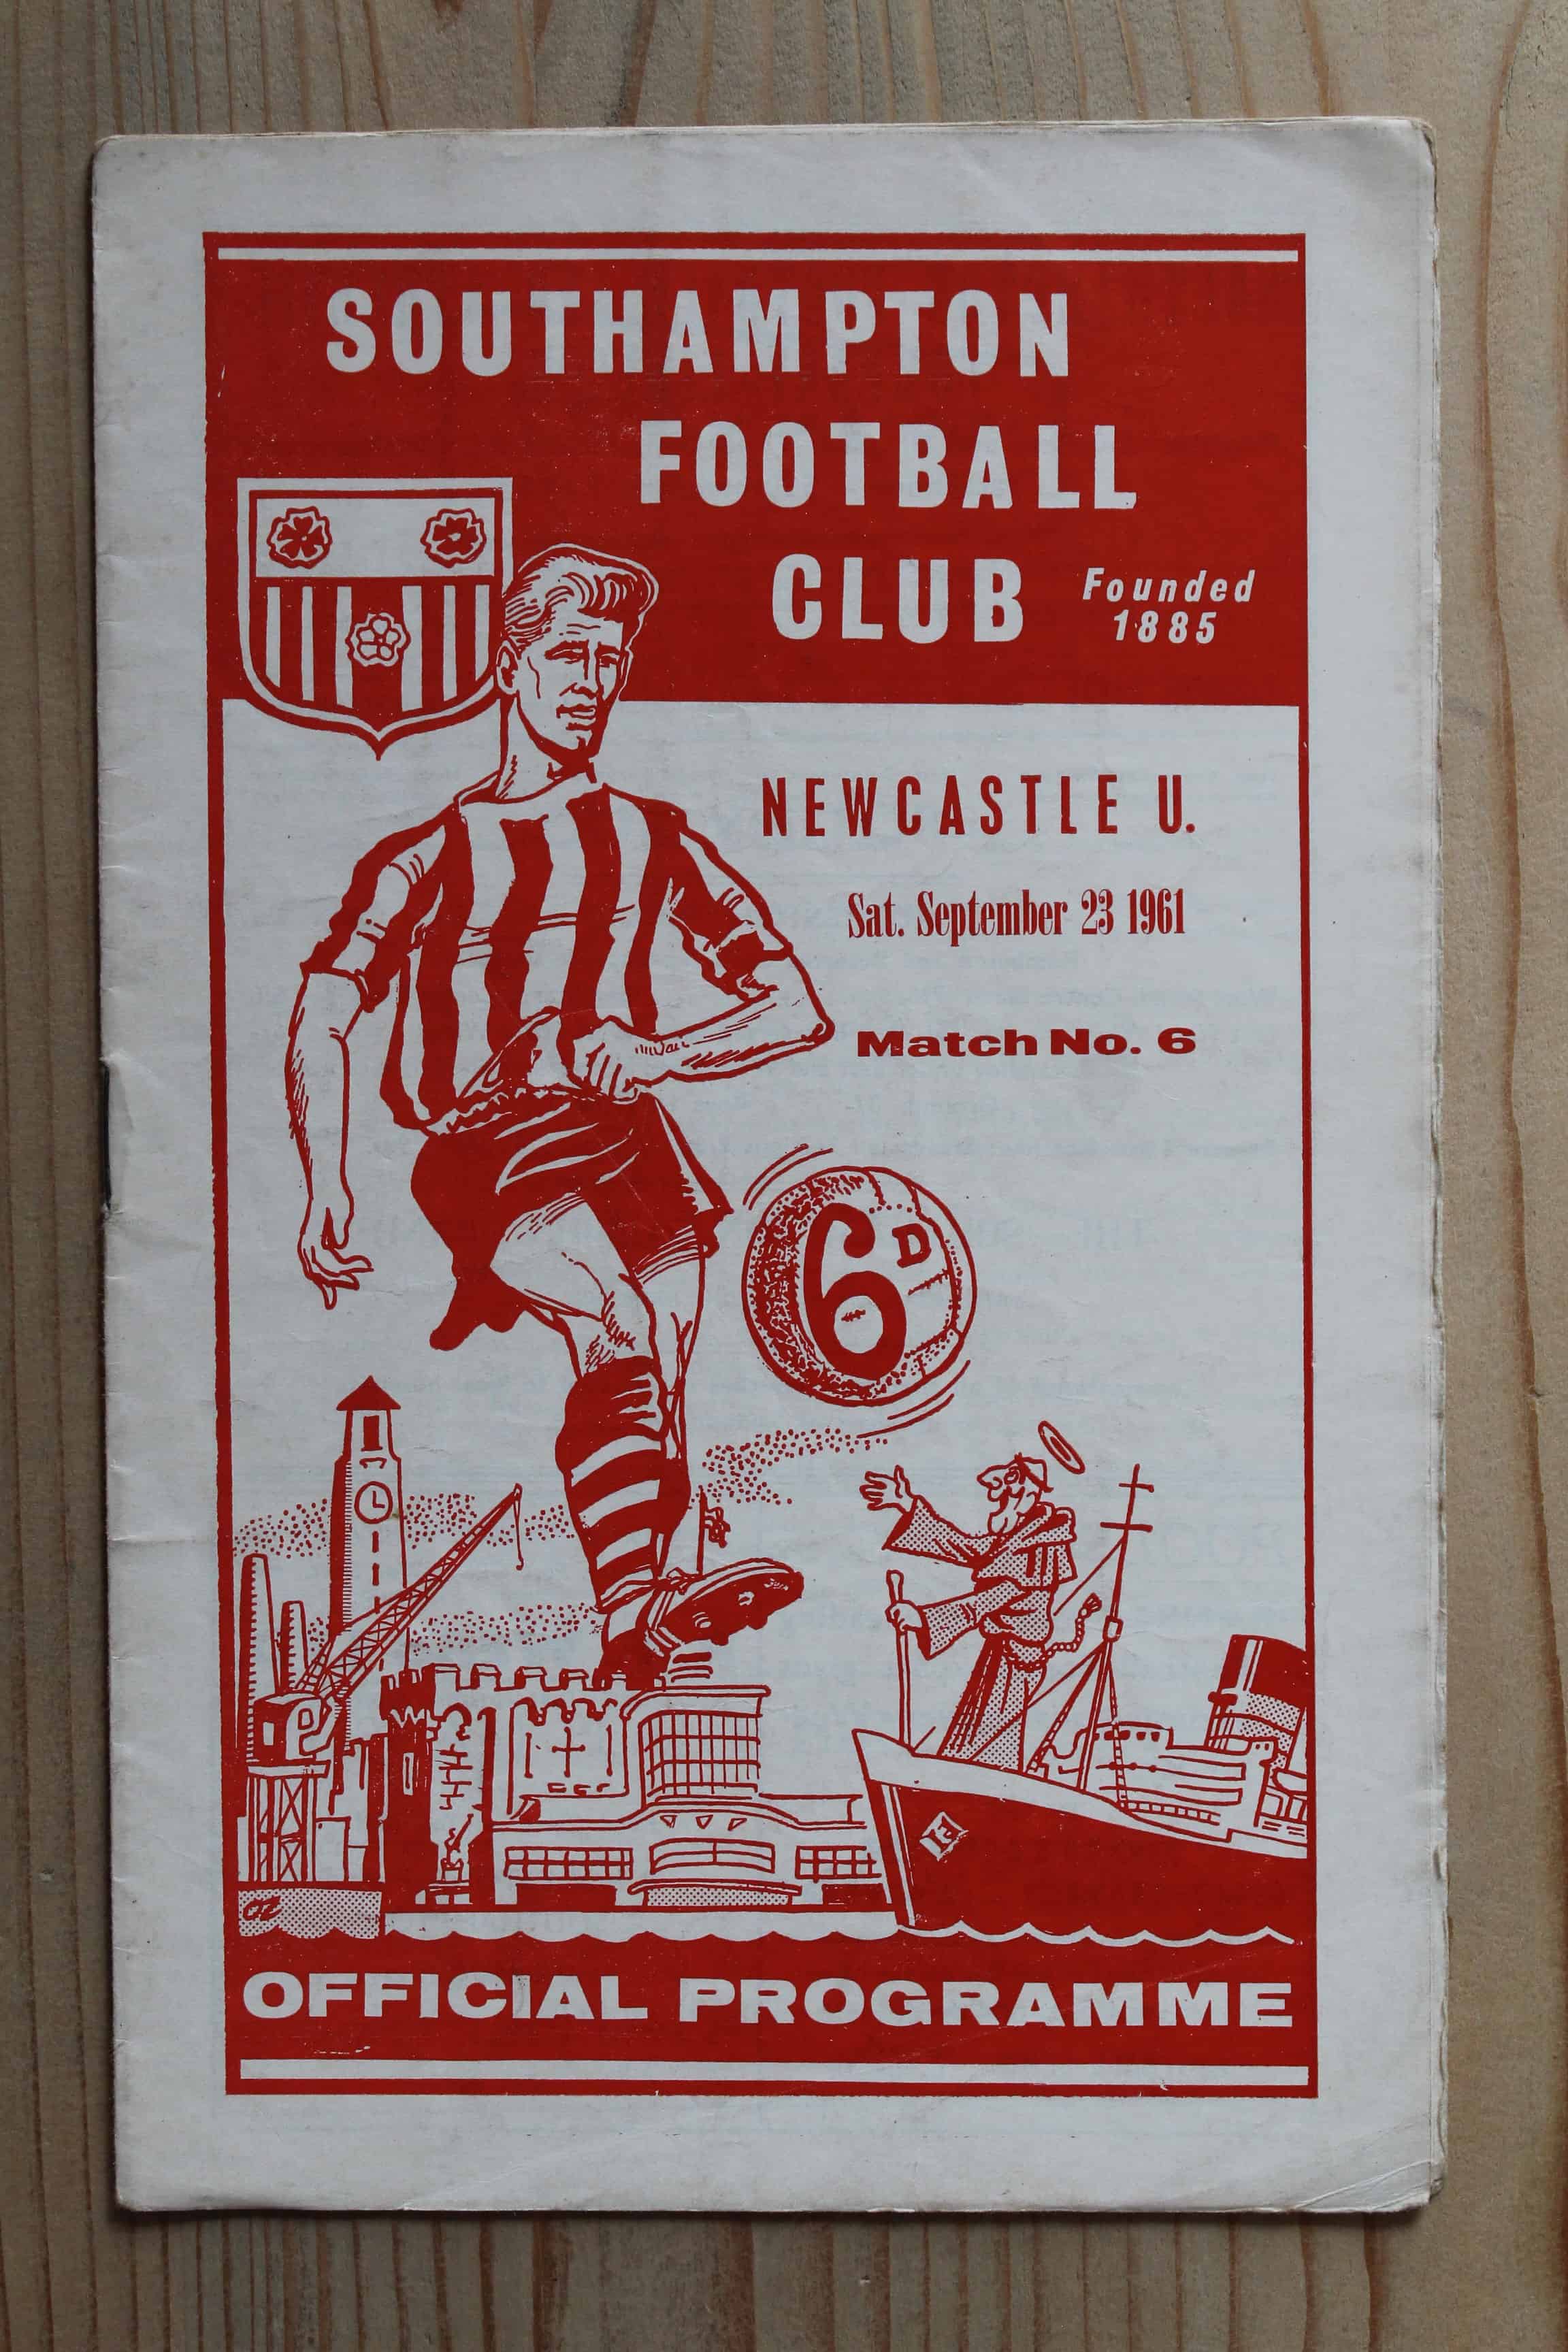 SOUTHAMPTON
FOOTBALL
CLUB
Founded
1885
NEWCASTLE U.
Sat. September 23 1961
Match No. 6
6D
OFFICIAL PROGRAMME